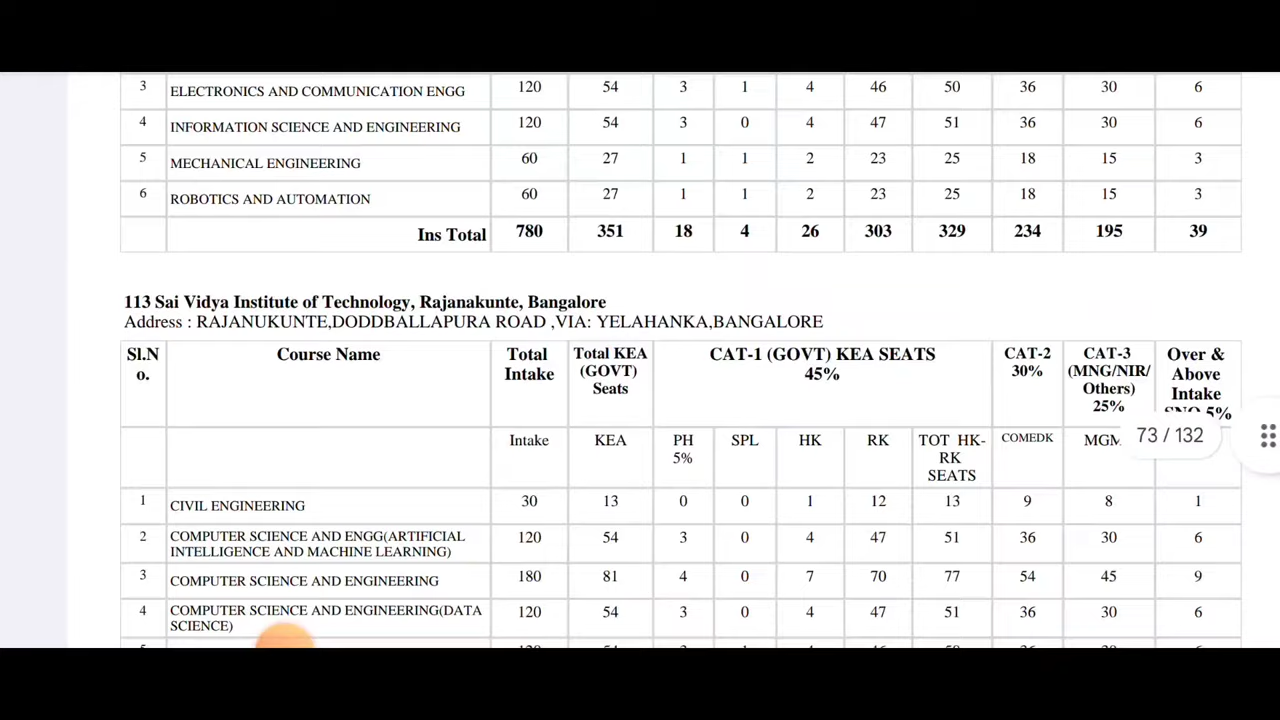 3 ELECTRONICS AND COMMUNICATION ENGG 120 54 3 1 4 46 50 36 30 6
4 INFORMATION SCIENCE AND ENGINEERING 120 54 3 0 4 47 51 36 30 6
5 MECHANICAL ENGINEERING 60 27 1 1 2 23 25 18 15 3
6 ROBOTICS AND AUTOMATION 60 27 1 1 2 23 25 18 15 3
Ins Total 780 351 18 4 26 303 329 234 195 39
113 Sai Vidya Institute of Technology, Rajanakunte, Bangalore
Address : RAJANUKUNTE,DODDBALLAPURA ROAD ,VIA: YELAHANKA,BANGALORE
Sl.N Course Name Total Total KEA CAT-1 (GOVT) KEA SEATS CAT-2 CAT-3 Over &
o. Intake (GOVT) 45% 30% (MNG/NIR/ Above
Seats Others) Intake
25% 5%
73 / 132
Intake KEA PH SPL HK RK TOT HK- COMEDK
5% RK
SEATS
1 CIVIL ENGINEERING 30 13 0 0 1 12 13 9 8 1
2 COMPUTER SCIENCE AND ENGG(ARTIFICIAL 120 54 3 0 4 47 51 36 30 6
INTELLIGENCE AND MACHINE LEARNING)
3 COMPUTER SCIENCE AND ENGINEERING 180 81 4 0 7 70 77 54 45 9
4 COMPUTER SCIENCE AND ENGINEERING(DATA 120 54 3 0 4 47 51 36 30 6
SCIENCE)